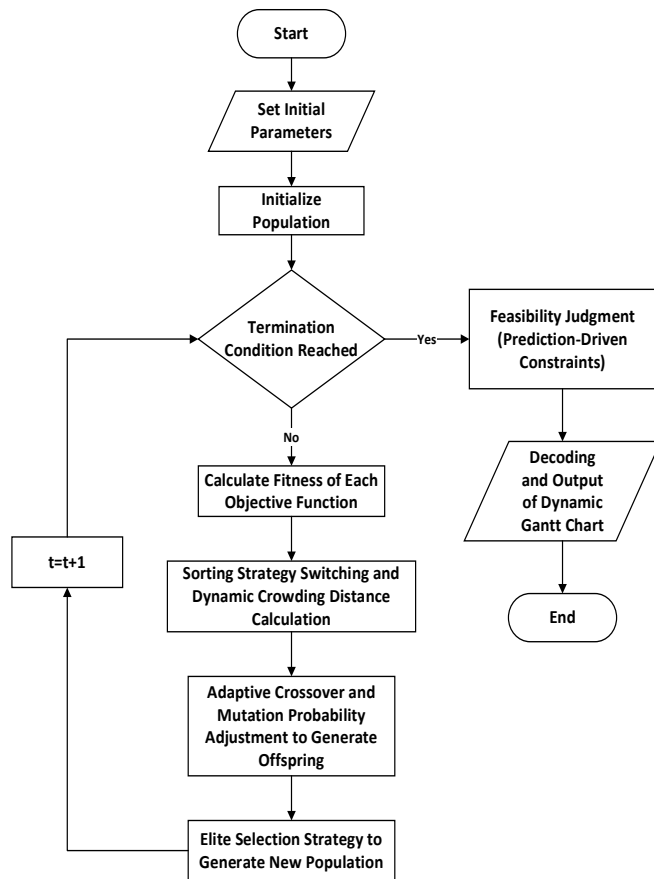 Start
Set Initial
Parameters
Initialize
Population
Termination
Condition Reached
Yes
Feasibility Judgment
(Prediction-Driven
Constraints)
Decoding
and Output
of Dynamic
Gantt Chart
End
No
Calculate Fitness of Each
Objective Function
Sorting Strategy Switching and
Dynamic Crowding Distance
Calculation
Adaptive Crossover and
Mutation Probability
Adjustment to Generate
Offspring
Elite Selection Strategy to
Generate New Population
t=t+1